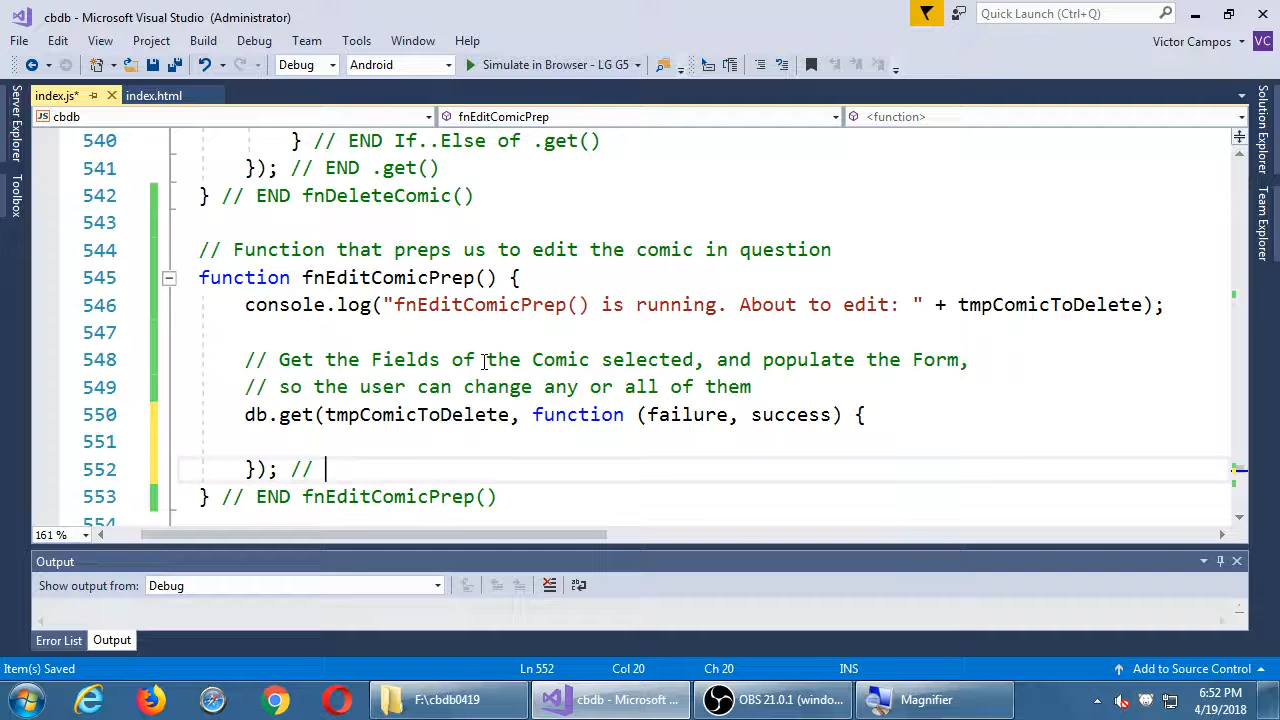 cbdb - Microsoft Visual Studio (Administrator)
Quick Launch (Ctrl+Q)
File Edit View Project Build Debug Team Tools Window Help
Victor Campos VC
Debug Android Simulate in Browser - LG G5
index.js* index.html
cbdb fnEditComicPrep <function>
Server Explorer
Toolbox
Solution Explorer
Team Explorer
540 } // END If..Else of .get()
541 }); // END .get()
542 } // END fnDeleteComic()
543
544 // Function that preps us to edit the comic in question
545 function fnEditComicPrep() {
546 console.log("fnEditComicPrep() is running. About to edit: " + tmpComicToDelete);
547
548 // Get the Fields of the Comic selected, and populate the Form,
549 // so the user can change any or all of them
550 db.get(tmpComicToDelete, function (failure, success) {
551
552 }); //
553 } // END fnEditComicPrep()
554
161 %
Output
Show output from: Debug
Error List Output
Item(s) Saved Ln 552 Col 20 Ch 20 INS Add to Source Control
F:\cbdb0419 cbdb - Microsoft ... OBS 21.0.1 (windo... Magnifier
6:52 PM
4/19/2018